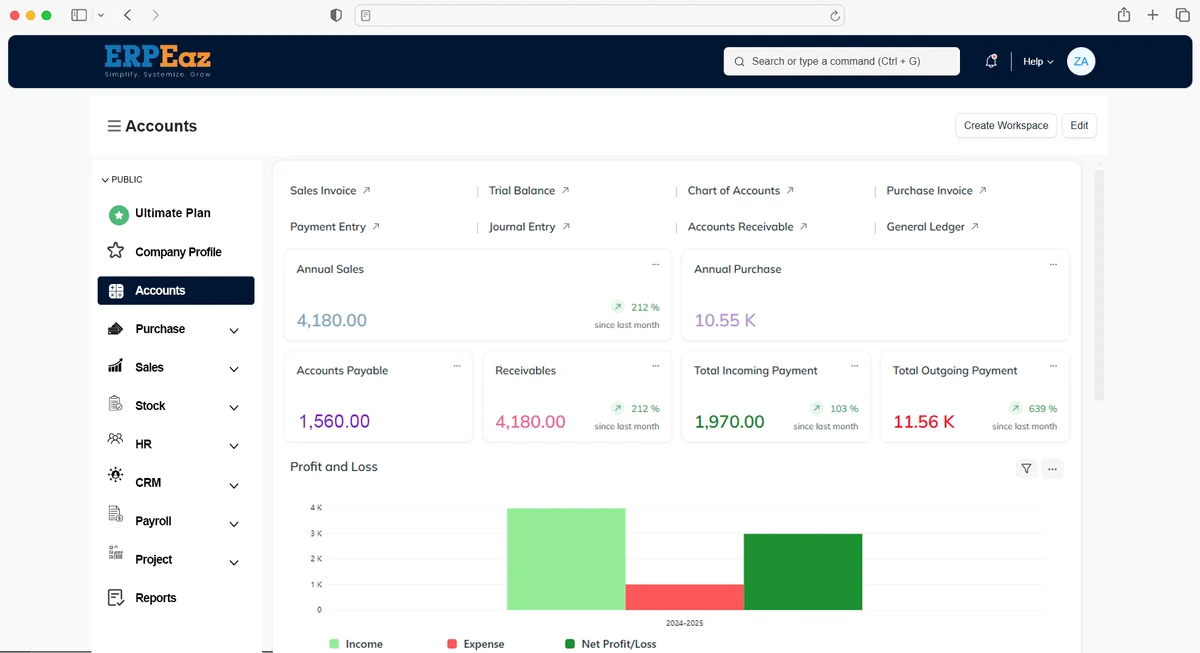 ERPEaz
Simplify, Systemize, Grow
Search or type a command (Ctrl + G)
Help
ZA
Accounts
Create Workspace
Edit
PUBLIC
Ultimate Plan
Company Profile
Accounts
Purchase
Sales
Stock
HR
CRM
Payroll
Project
Reports
Sales Invoice
Trial Balance
Chart of Accounts
Purchase Invoice
Payment Entry
Journal Entry
Accounts Receivable
General Ledger
Annual Sales
4,180.00
212 %
since last month
Annual Purchase
10.55 K
Accounts Payable
1,560.00
Receivables
4,180.00
212 %
since last month
Total Incoming Payment
1,970.00
103 %
since last month
Total Outgoing Payment
11.56 K
639 %
since last month
Profit and Loss
4 K
3 K
2 K
1 K
0
2024-2025
Income
Expense
Net Profit/Loss